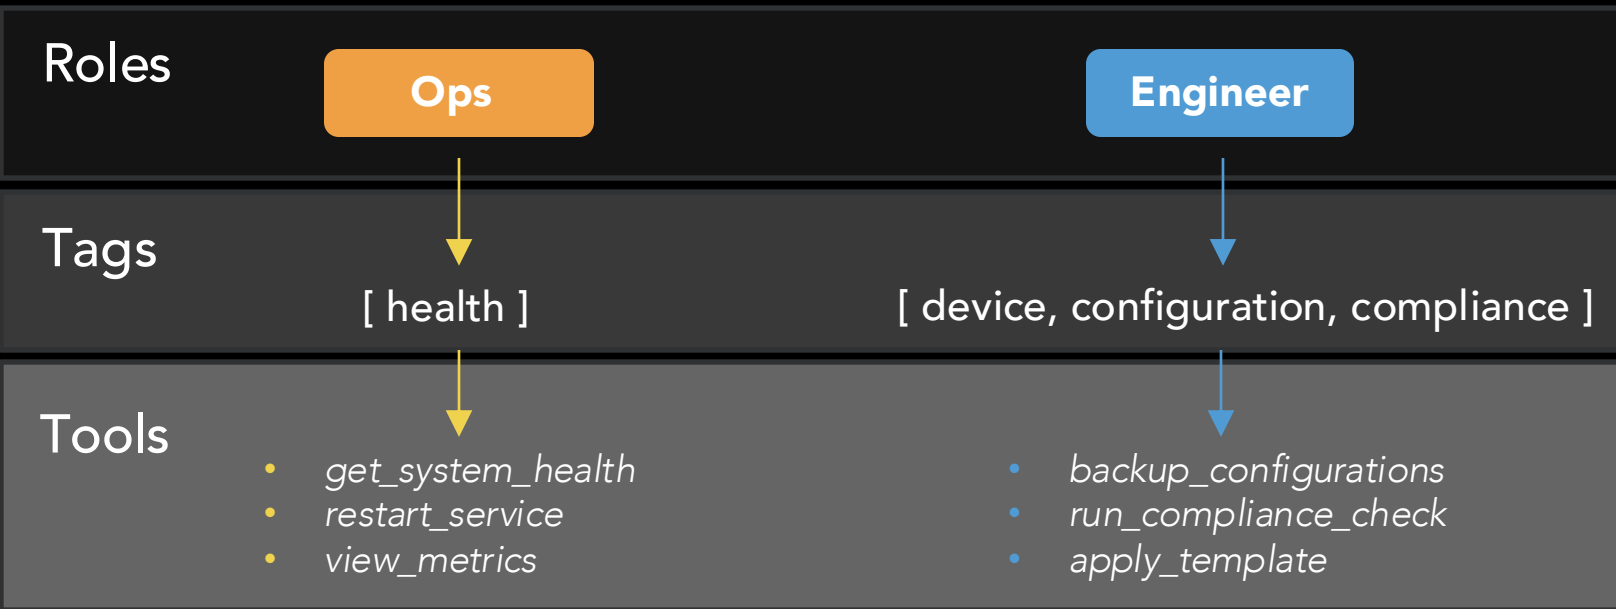 Roles
Ops
Engineer
Tags
[ health ]
[ device, configuration, compliance ]
Tools
• get_system_health
• restart_service
• view_metrics
• backup_configurations
• run_compliance_check
• apply_template